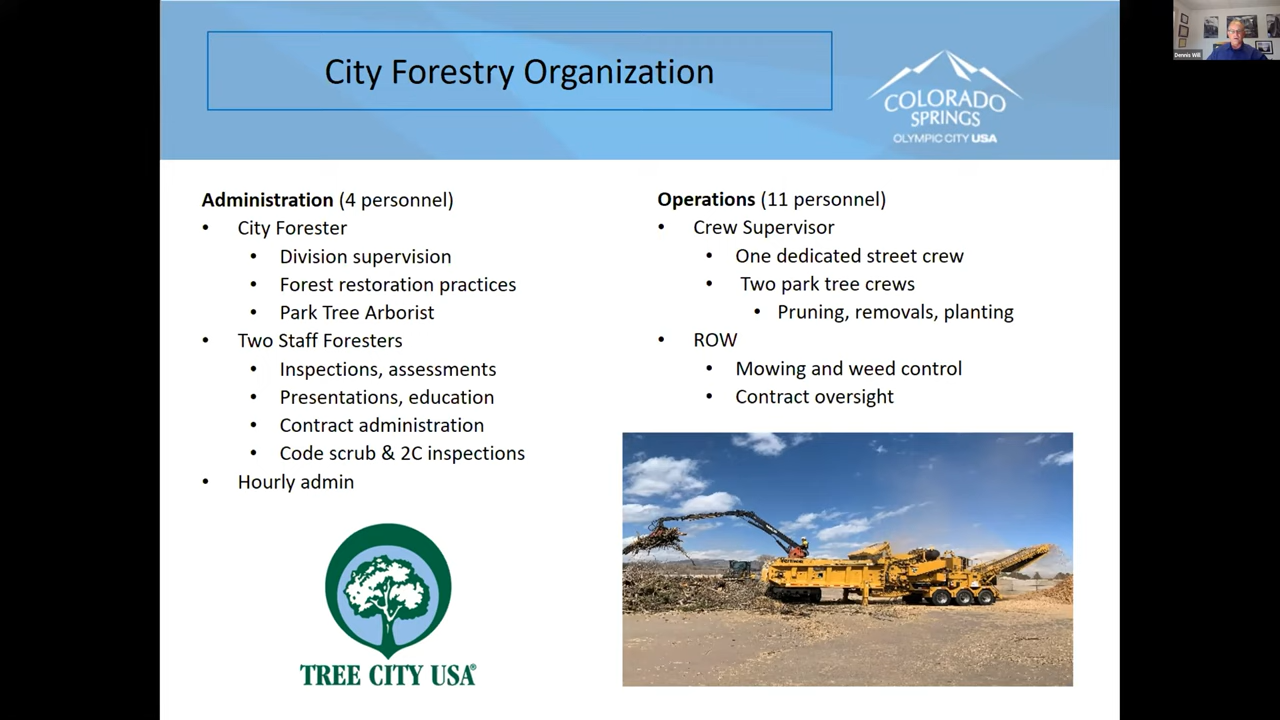 City Forestry Organization
COLORADO
SPRINGS
OLYMPIC CITY USA
Dennis Will
Administration (4 personnel)
• City Forester
• Division supervision
• Forest restoration practices
• Park Tree Arborist
• Two Staff Foresters
• Inspections, assessments
• Presentations, education
• Contract administration
• Code scrub & 2C inspections
• Hourly admin
Operations (11 personnel)
• Crew Supervisor
• One dedicated street crew
• Two park tree crews
• Pruning, removals, planting
• ROW
• Mowing and weed control
• Contract oversight
TREE CITY USA®